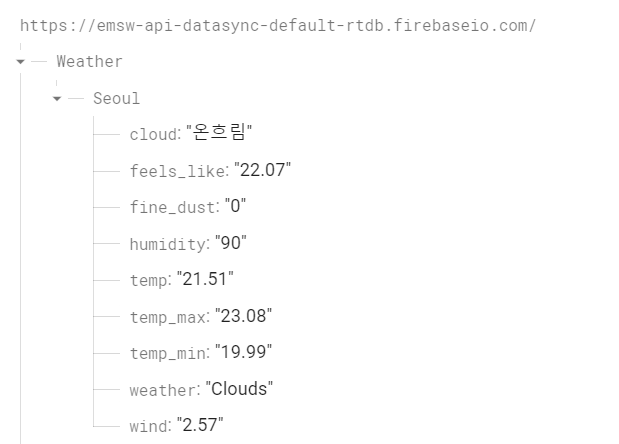 https://emsw-api-datasync-default-rtdb.firebaseio.com/
Weather
Seoul
cloud: "온흐림"
feels_like: "22.07"
fine_dust: "0"
humidity: "90"
temp: "21.51"
temp_max: "23.08"
temp_min: "19.99"
weather: "Clouds"
wind: "2.57"